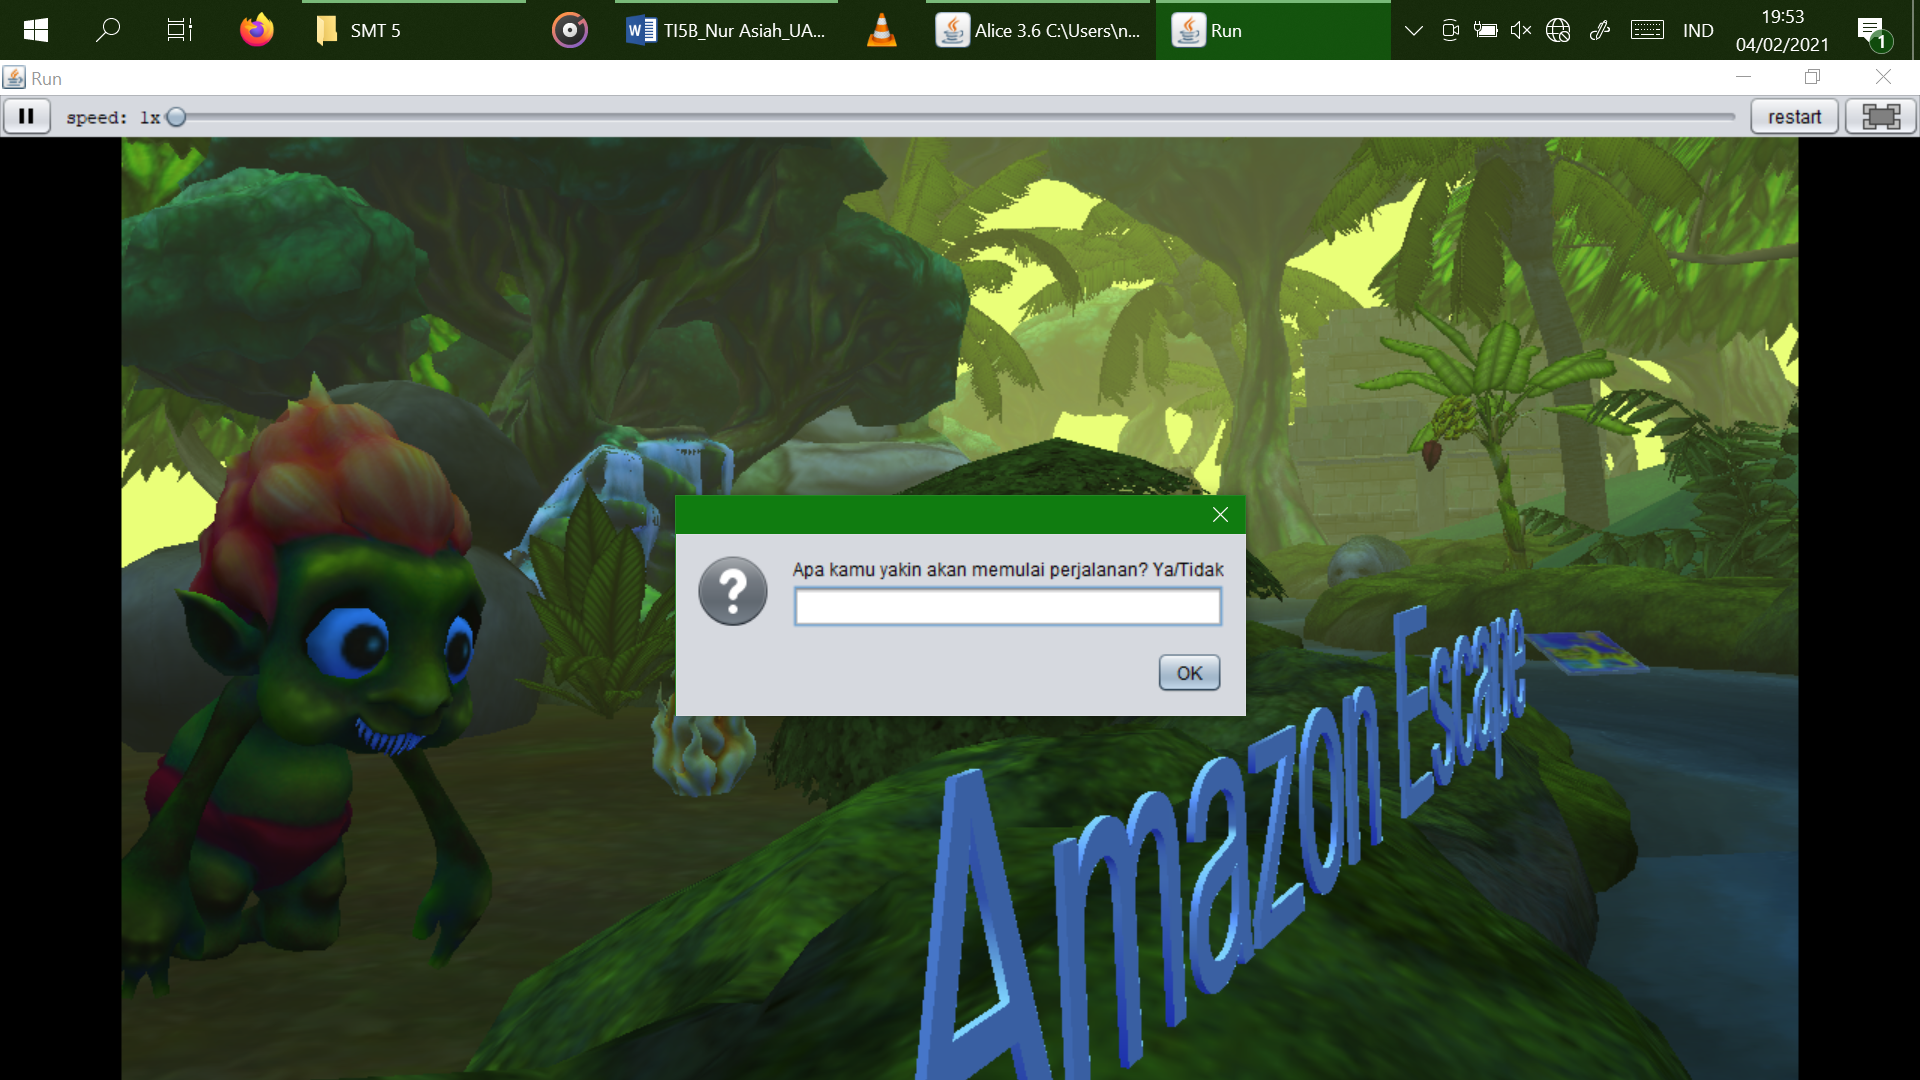 SMT 5
TI5B_Nur Asiah_UA...
Alice 3.6 C:\Users\n...
Run
IND
19:53
04/02/2021
1
Run
speed: 1x
restart
Apa kamu yakin akan memulai perjalanan? Ya/Tidak
OK
Amazon Escape